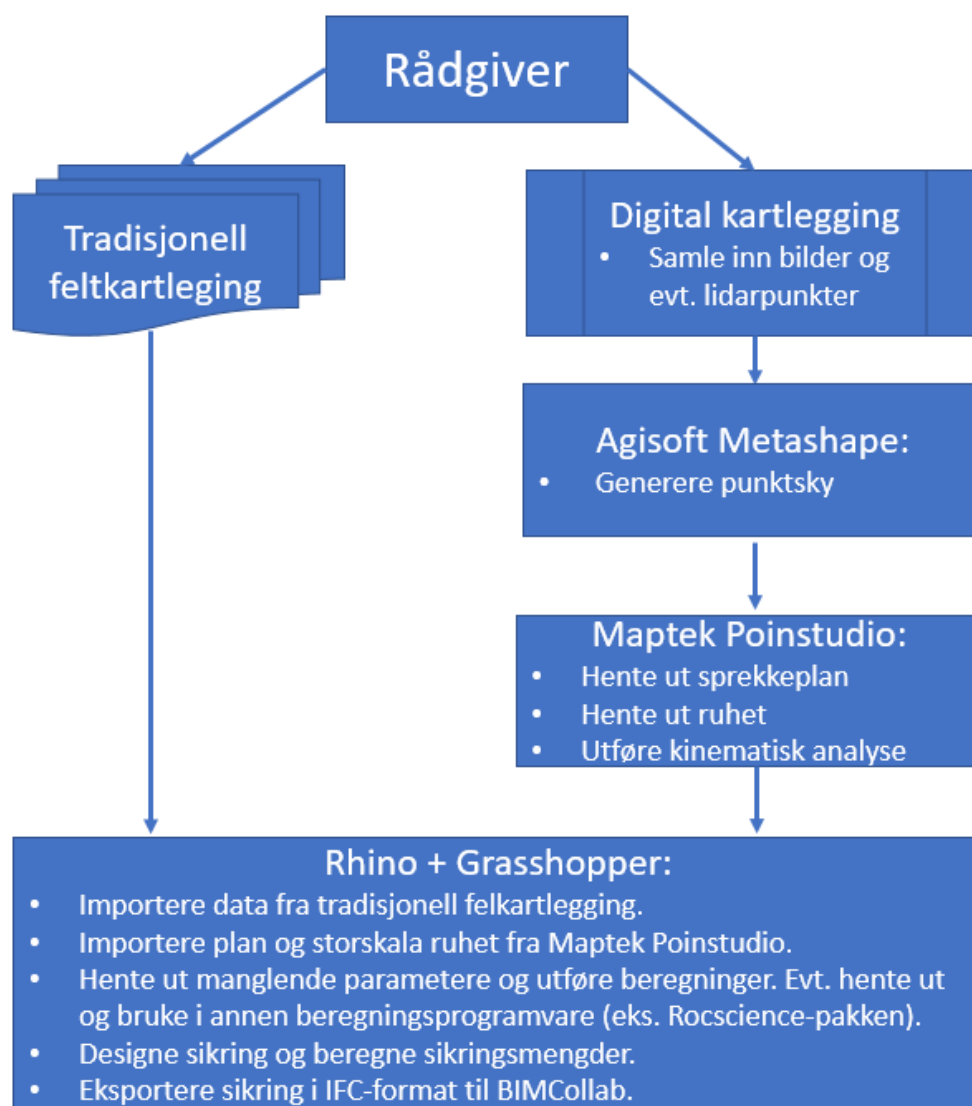 Rådgiver
Tradisjonell
feltkartleging
Digital kartlegging
• Samle inn bilder og
evt. lidarpunkter
Agisoft Metashape:
• Generere punktsky
Maptek Poinstudio:
• Hente ut sprekkeplan
• Hente ut ruhet
• Utføre kinematisk analyse
Rhino + Grasshopper:
• Importere data fra tradisjonell felkartlegging.
• Importere plan og storskala ruhet fra Maptek Poinstudio.
• Hente ut manglende parametere og utføre beregninger. Evt. hente ut
og bruke i annen beregningsprogramvare (eks. Rocscience-pakken).
• Designe sikring og beregne sikringsmengder.
• Eksportere sikring i IFC-format til BIMCollab.